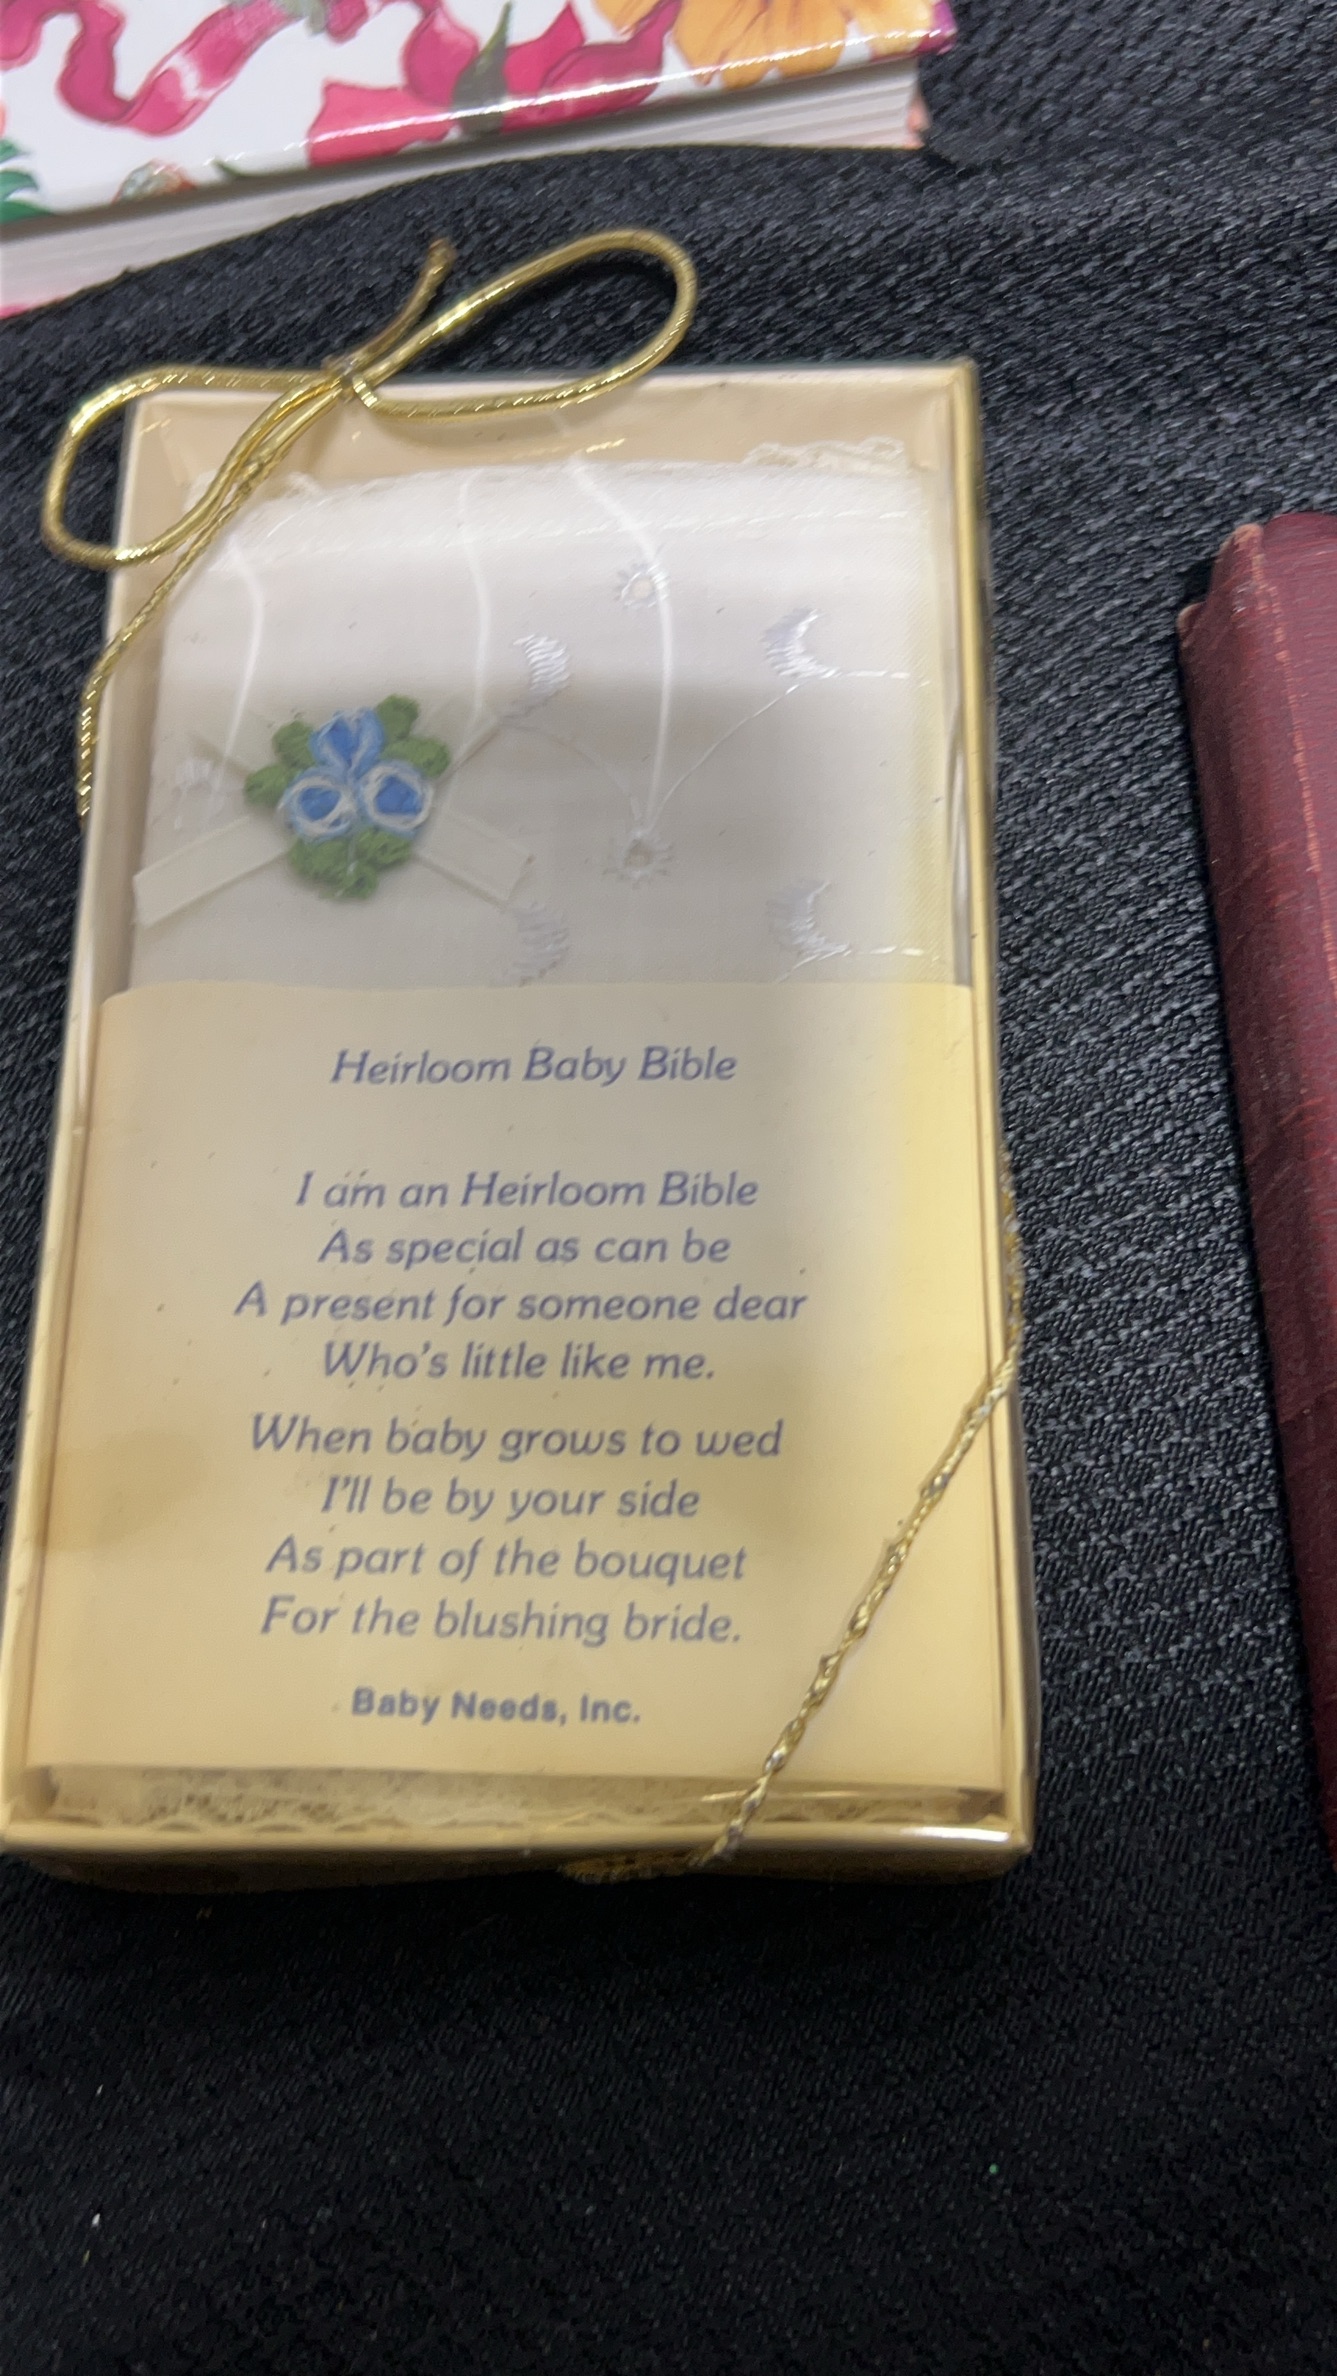 Heirloom Baby Bible
I am an Heirloom Bible
As special as can be
A present for someone dear
Who's little like me.
When baby grows to wed
I'll be by your side
As part of the bouquet
For the blushing bride.
Baby Needs, Inc.